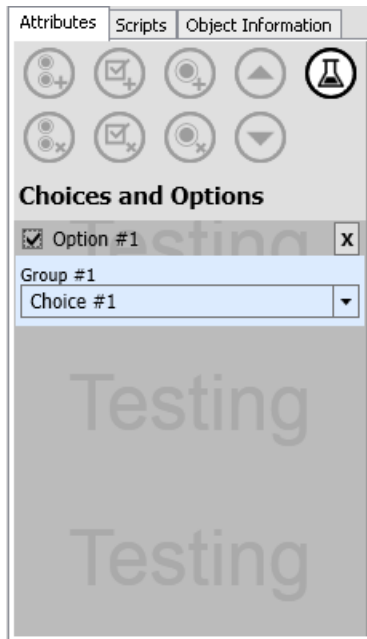 Attributes Scripts Object Information
Choices and Options
Testing
Option #1 X
Group #1
Choice #1
Testing
Testing